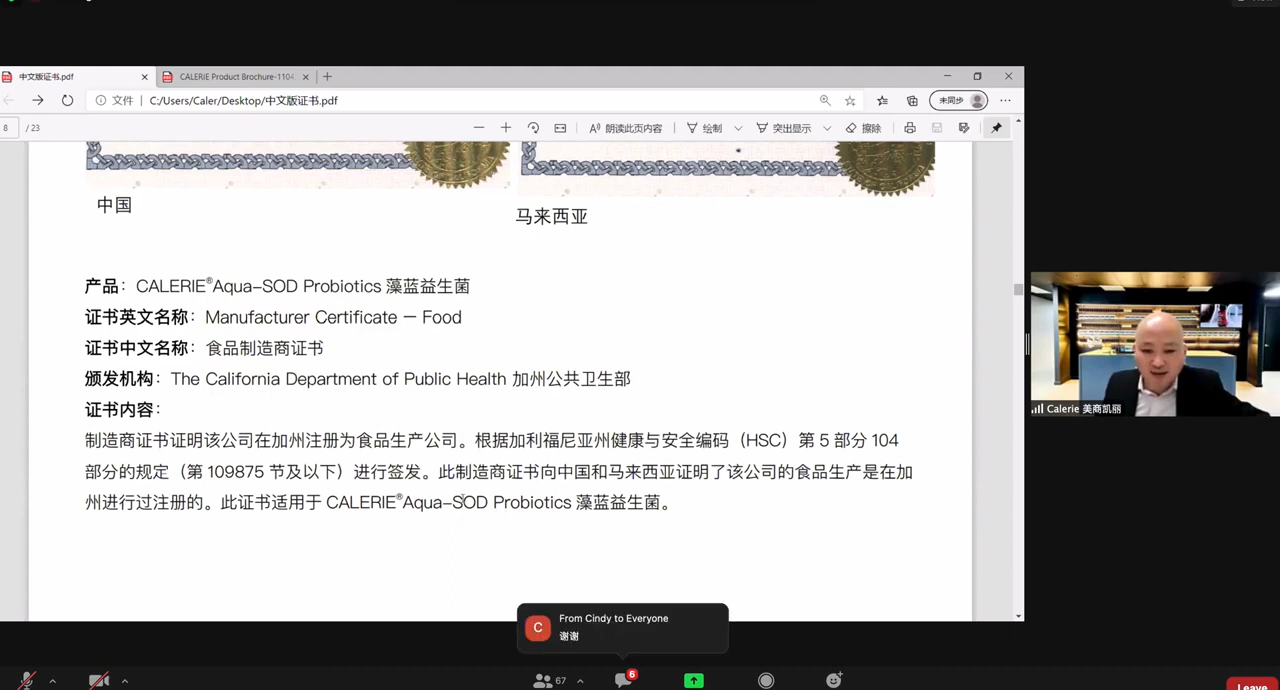 中文版证书.pdf
CALERIE Product Brochure-1104
文件 C:/Users/Caler/Desktop/中文版证书.pdf
未同步
8 / 23
朗读此页内容 绘制 突出显示 擦除
中国
马来西亚
产品：CALERIE®Aqua–SOD Probiotics 藻蓝益生菌
证书英文名称：Manufacturer Certificate — Food
证书中文名称：食品制造商证书
颁发机构：The California Department of Public Health 加州公共卫生部
证书内容：
制造商证书证明该公司在加州注册为食品生产公司。根据加利福尼亚州健康与安全编码（HSC）第 5 部分 104
部分的规定（第 109875 节及以下）进行签发。此制造商证书向中国和马来西亚证明了该公司的食品生产是在加
州进行过注册的。此证书适用于 CALERIE®Aqua–SOD Probiotics 藻蓝益生菌。
Calerie 美商凯丽
C
From Cindy to Everyone
谢谢
67
6
Leave